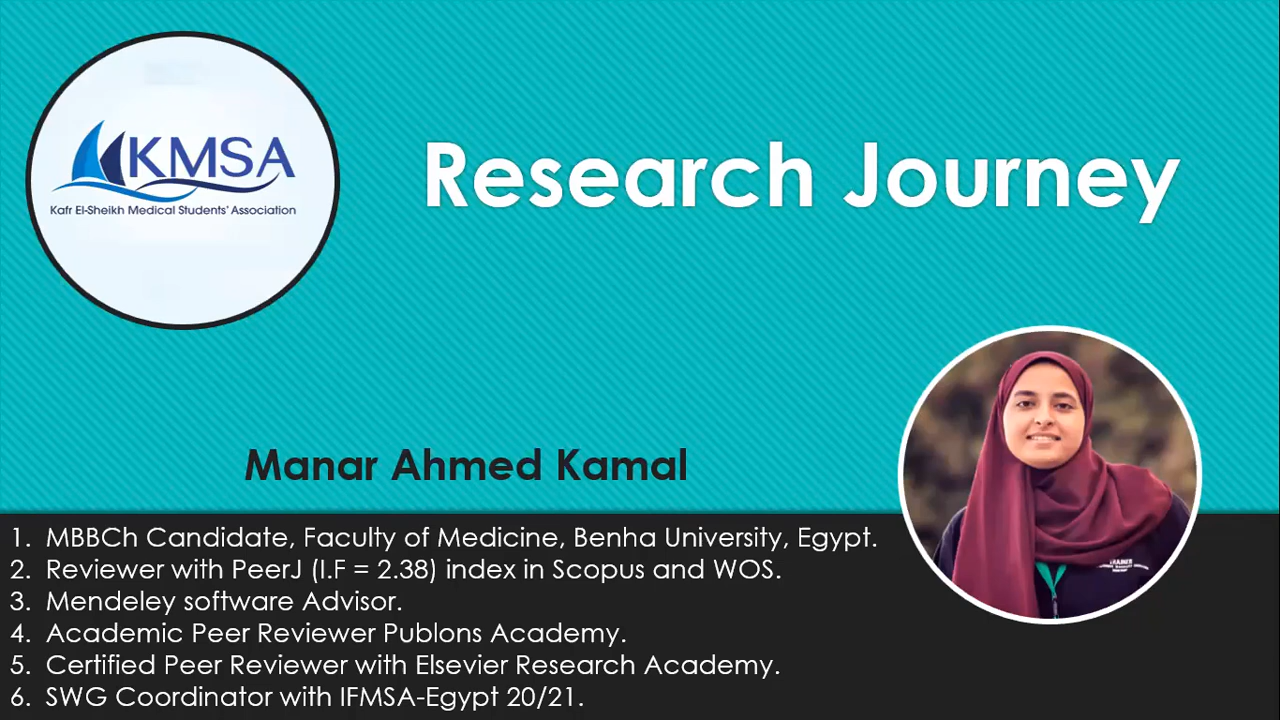 KMSA
Kafr El-Sheikh Medical Students' Association
Research Journey
Manar Ahmed Kamal
1. MBBCh Candidate, Faculty of Medicine, Benha University, Egypt.
2. Reviewer with PeerJ (I.F = 2.38) index in Scopus and WOS.
3. Mendeley software Advisor.
4. Academic Peer Reviewer Publons Academy.
5. Certified Peer Reviewer with Elsevier Research Academy.
6. SWG Coordinator with IFMSA-Egypt 20/21.